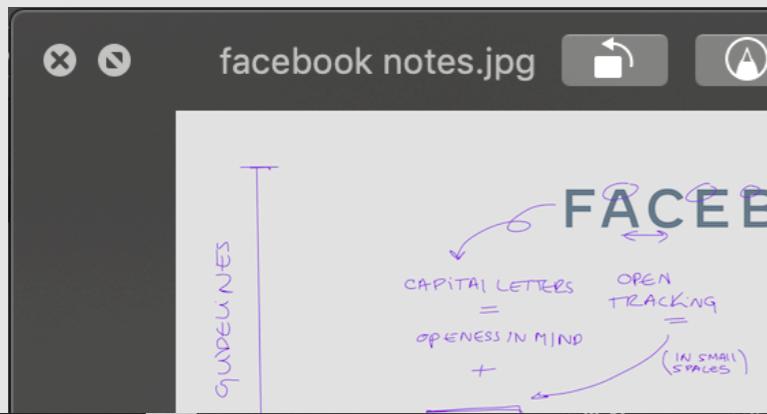 facebook notes.jpg
FACEB
GUIDELINES
CAPITAL LETTERS
=
OPENESS IN MIND
+
OPEN
TRACKING
=
(IN SMALL
SPACES)